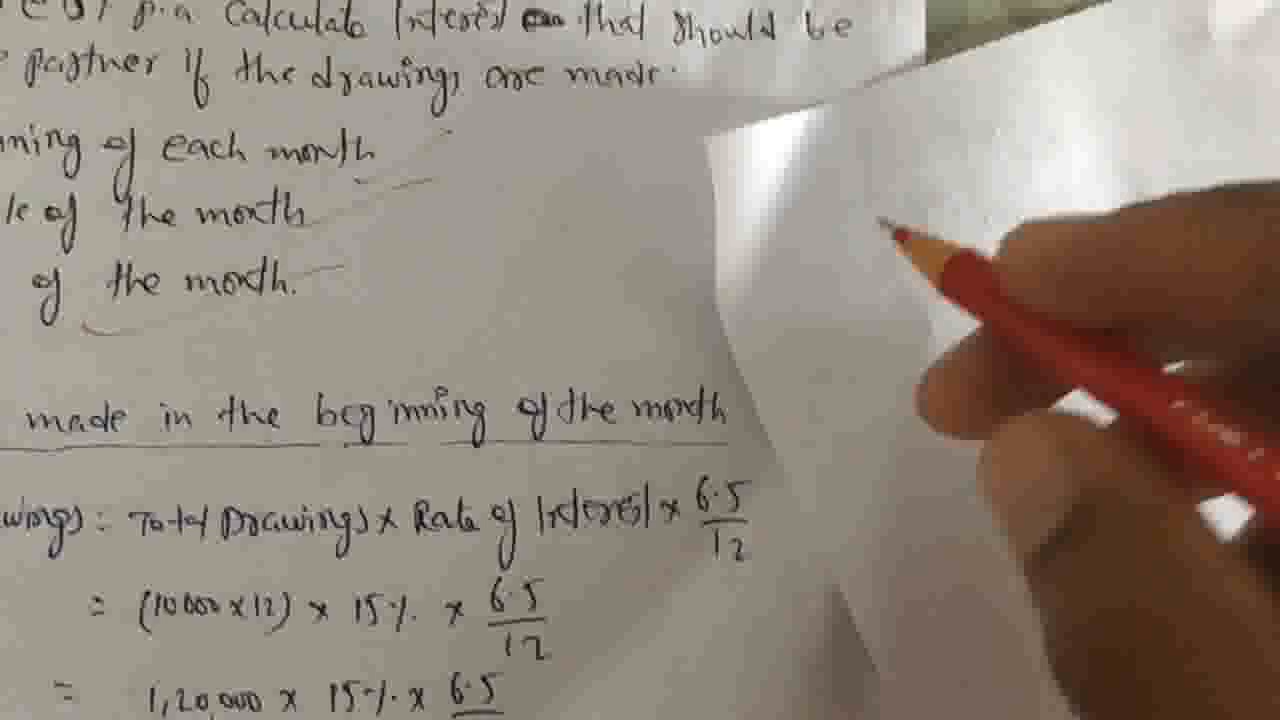 p.a Calculate Interest that should be
partner if the drawings are made.
of each month
of the month
of the month.
made in the beginning of the month
: Total Drawings x Rate of Interest x 6.5/12
= (10000 x 12) x 15% x 6.5/12
= 1,20,000 x 15% x 6.5